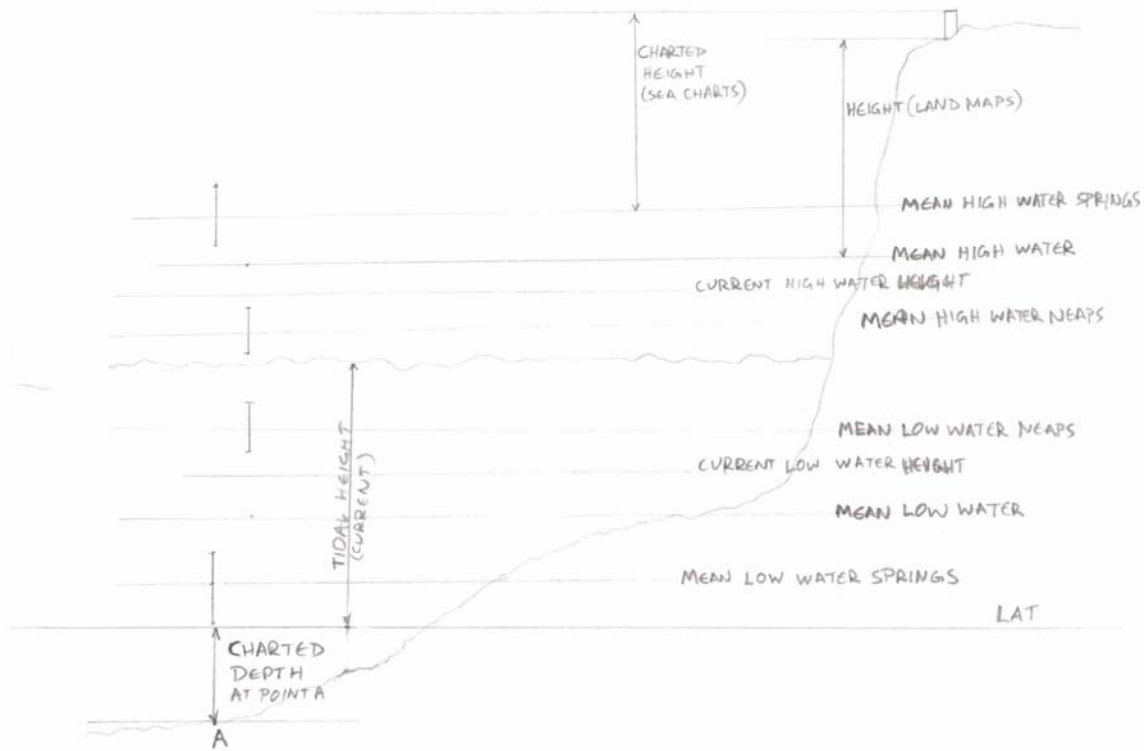 CHARTED
HEIGHT
(SEA CHARTS)
HEIGHT (LAND MAPS)
MEAN HIGH WATER SPRINGS
MEAN HIGH WATER
CURRENT HIGH WATER HEIGHT
MEAN HIGH WATER NEAPS
MEAN LOW WATER NEAPS
CURRENT LOW WATER HEIGHT
MEAN LOW WATER
TIDAL HEIGHT
(CURRENT)
MEAN LOW WATER SPRINGS
LAT
CHARTED
DEPTH
AT POINT A
A